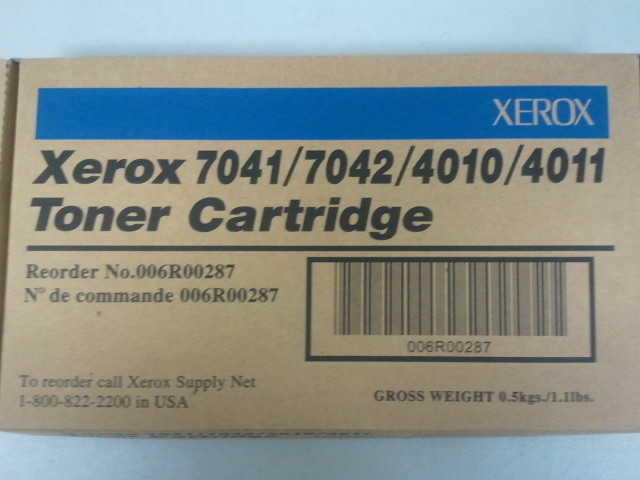 XEROX
Xerox 7041/7042/4010/4011
Toner Cartridge
Reorder No.006R00287
N° de commande 006R00287
006R00287
To reorder call Xerox Supply Net
1-800-822-2200 in USA
GROSS WEIGHT 0.5kgs./1.1lbs.